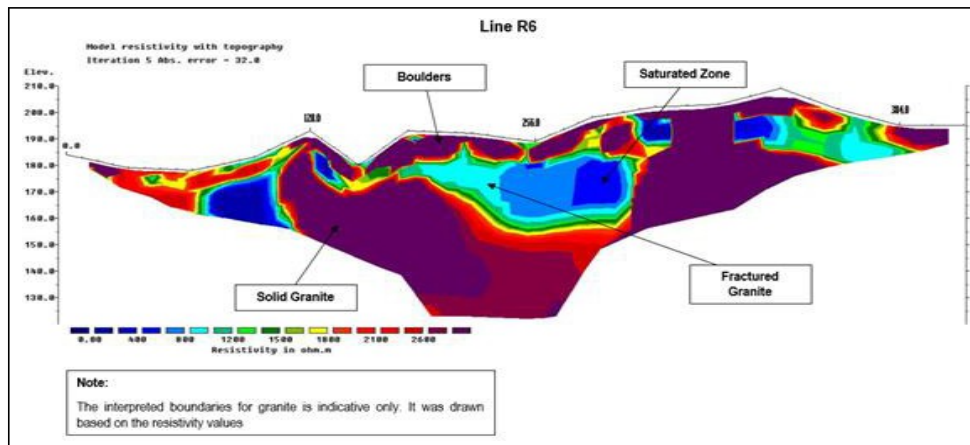 Line R6
Model resistivity with topography
Iteration 5 Abs. error = 32.0
Elev.
210.0
200.0
190.0
180.0
170.0
160.0
150.0
140.0
130.0
0.0
128.0
256.0
384.0
Boulders
Saturated Zone
Solid Granite
Fractured
Granite
0.00 400 800 1200 1500 1800 2100 2600
Resistivity in ohm.m
Note:
The interpreted boundaries for granite is indicative only. It was drawn
based on the resistivity values